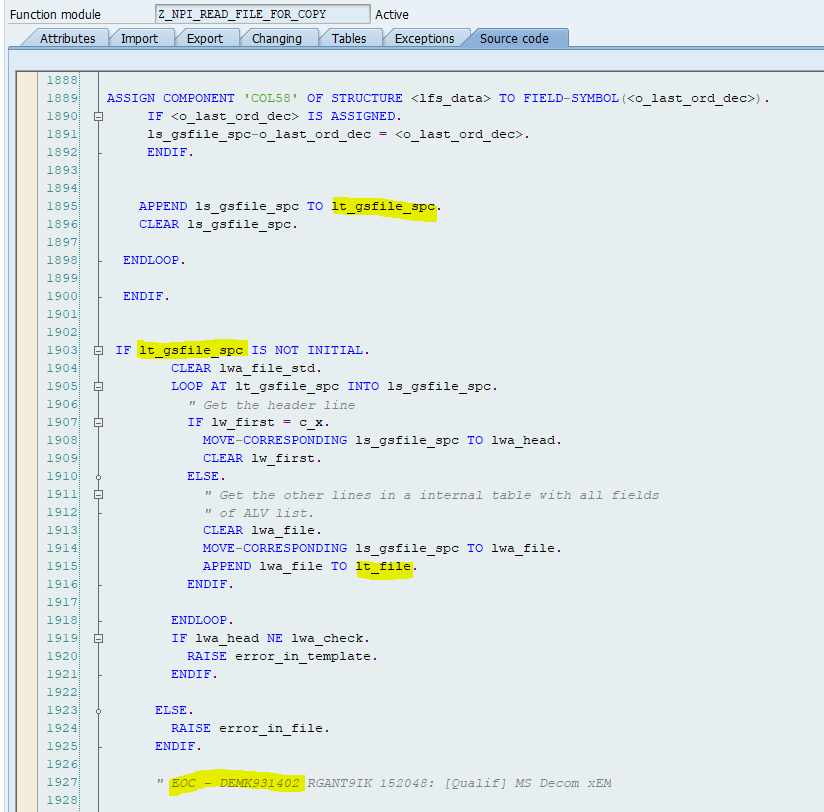 Function module Z_NPI_READ_FILE_FOR_COPY Active
Attributes Import Export Changing Tables Exceptions Source code
1888
1889 ASSIGN COMPONENT 'COL58' OF STRUCTURE <lfs_data> TO FIELD-SYMBOL(<o_last_ord_dec>).
1890 IF <o_last_ord_dec> IS ASSIGNED.
1891 ls_gsfile_spc-o_last_ord_dec = <o_last_ord_dec>.
1892 ENDIF.
1893
1894
1895 APPEND ls_gsfile_spc TO lt_gsfile_spc.
1896 CLEAR ls_gsfile_spc.
1897
1898 ENDLOOP.
1899
1900 ENDIF.
1901
1902
1903 IF lt_gsfile_spc IS NOT INITIAL.
1904 CLEAR lwa_file_std.
1905 LOOP AT lt_gsfile_spc INTO ls_gsfile_spc.
1906 " Get the header line
1907 IF lw_first = c_x.
1908 MOVE-CORRESPONDING ls_gsfile_spc TO lwa_head.
1909 CLEAR lw_first.
1910 ELSE.
1911 " Get the other lines in a internal table with all fields
1912 " of ALV list.
1913 CLEAR lwa_file.
1914 MOVE-CORRESPONDING ls_gsfile_spc TO lwa_file.
1915 APPEND lwa_file TO lt_file.
1916 ENDIF.
1917
1918 ENDLOOP.
1919 IF lwa_head NE lwa_check.
1920 RAISE error_in_template.
1921 ENDIF.
1922
1923 ELSE.
1924 RAISE error_in_file.
1925 ENDIF.
1926
1927 " EOC - DEMK931402 RGANT9IK 152048: [Qualif] MS Decom xEM
1928